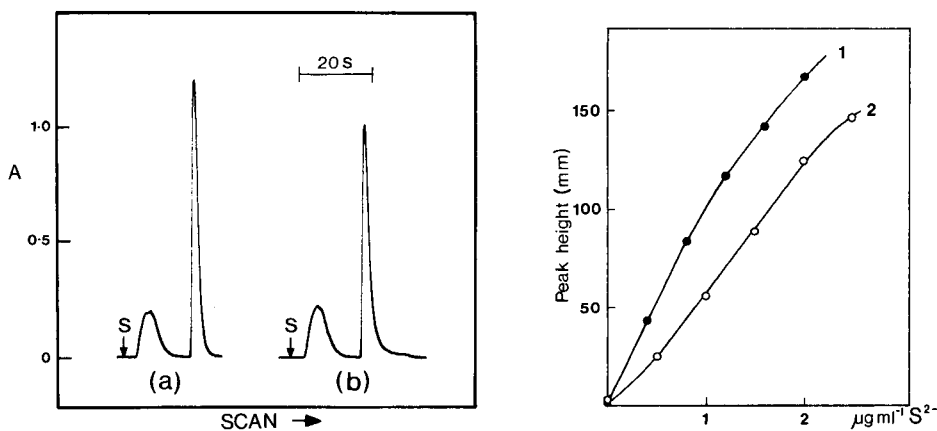 20 s
1·0
A
0·5
S
S
0
(a)
(b)
SCAN →
1
2
150
100
50
Peak height (mm)
1
2
µg ml⁻¹ S²⁻